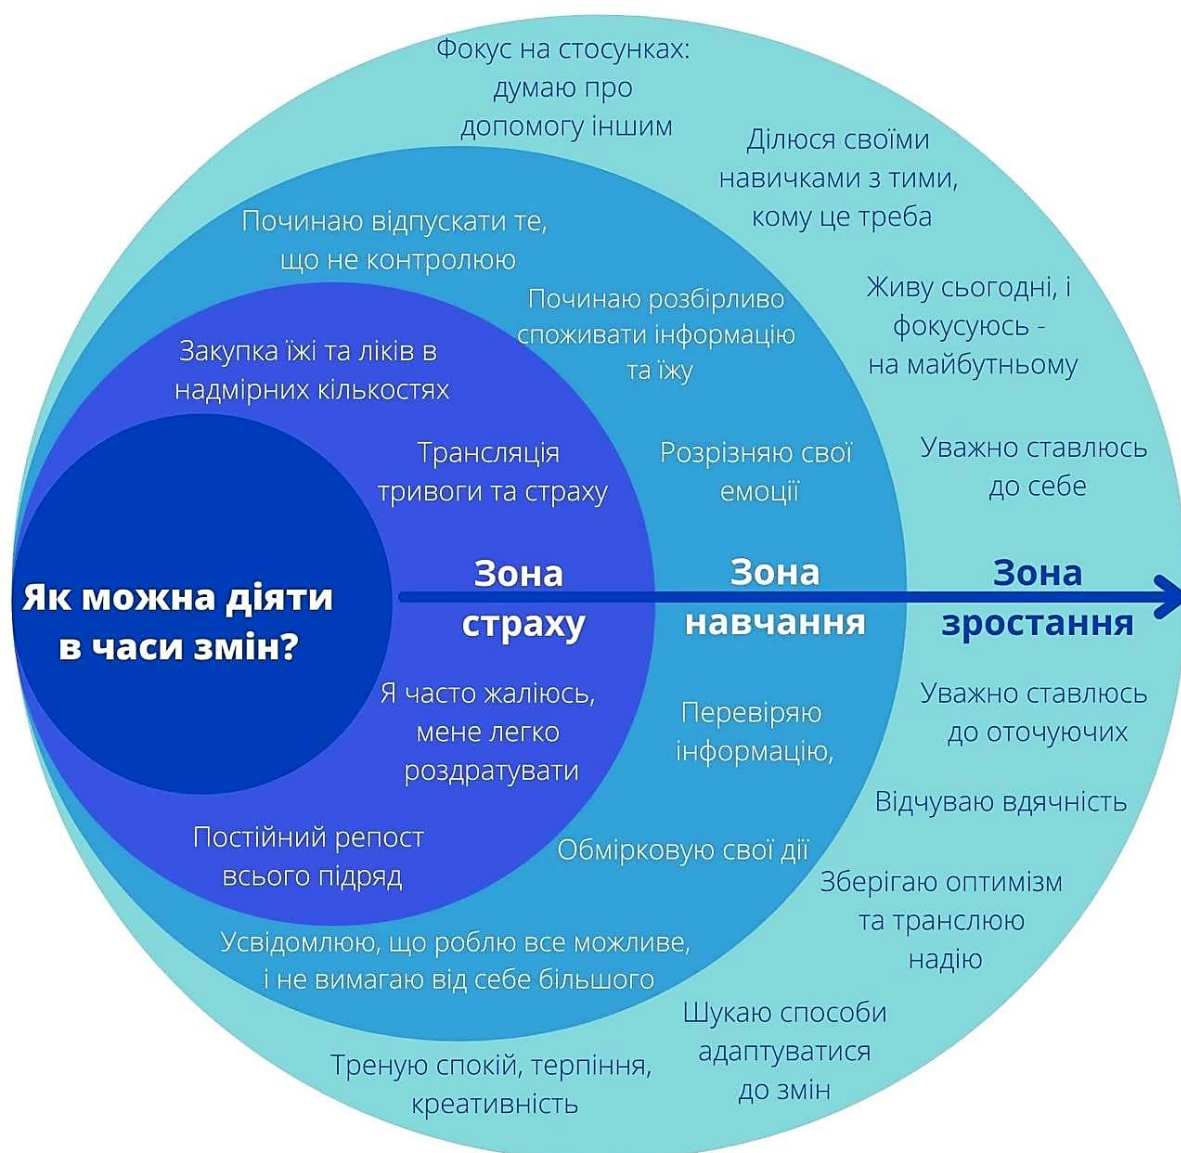 Фокус на стосунках:
думаю про
допомогу іншим
Ділюся своїми
навичками з тими,
кому це треба
Починаю відпускати те,
що не контролюю
Живу сьогодні, і
фокусуюсь -
на майбутньому
Починаю розбірливо
споживати інформацію
та їжу
Закупка їжі та ліків в
надмірних кількостях
Трансляція
тривоги та страху
Розрізняю свої
емоції
Уважно ставлюсь
до себе
Як можна діяти
в часи змін?
Зона
страху
Зона
навчання
Зона
зростання
Я часто жаліюсь,
мене легко
роздратувати
Перевіряю
інформацію,
Уважно ставлюсь
до оточуючих
Відчуваю вдячність
Постійний репост
всього підряд
Обмірковую свої дії
Зберігаю оптимізм
та транслюю
надію
Усвідомлюю, що роблю все можливе,
і не вимагаю від себе більшого
Шукаю способи
адаптуватися
до змін
Треную спокій, терпіння,
креативність